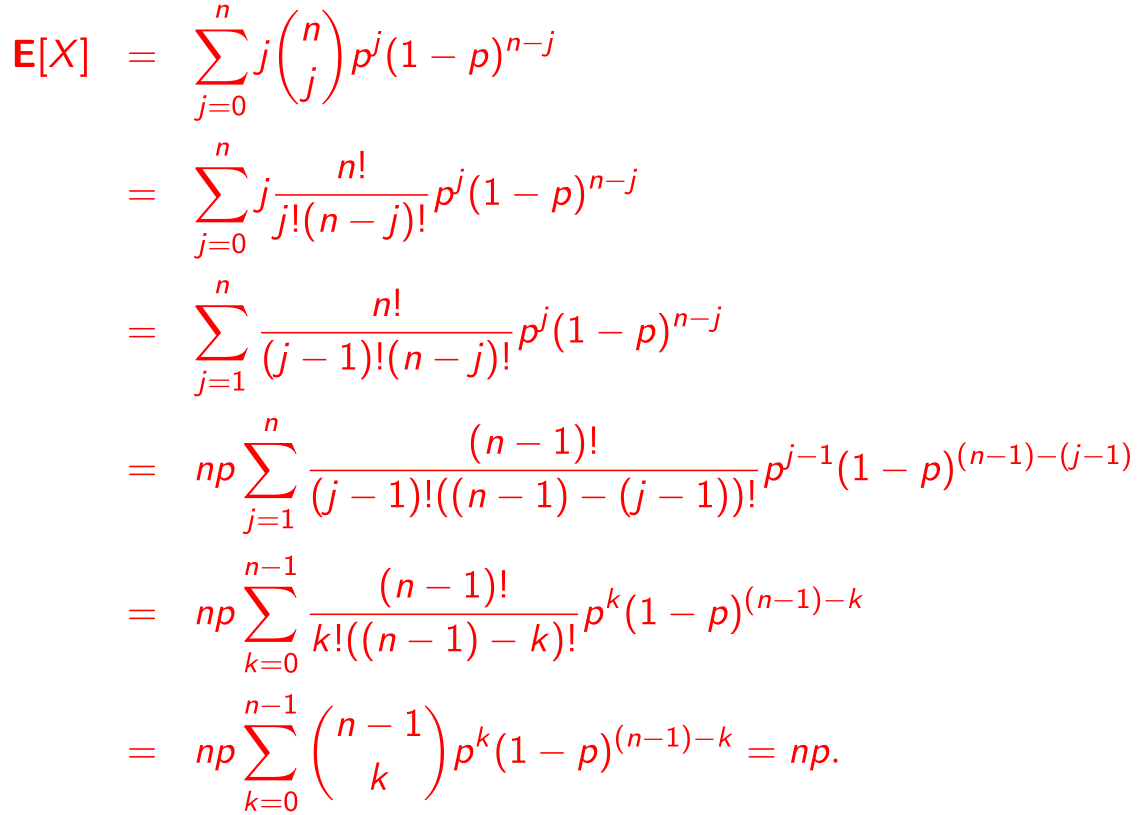 $\mathbf{E}[X] = \sum_{j=0}^{n} j \binom{n}{j} p^j (1-p)^{n-j}$
$= \sum_{j=0}^{n} j \frac{n!}{j!(n-j)!} p^j (1-p)^{n-j}$
$= \sum_{j=1}^{n} \frac{n!}{(j-1)!(n-j)!} p^j (1-p)^{n-j}$
$= np \sum_{j=1}^{n} \frac{(n-1)!}{(j-1)!((n-1)-(j-1))!} p^{j-1} (1-p)^{(n-1)-(j-1)}$
$= np \sum_{k=0}^{n-1} \frac{(n-1)!}{k!((n-1)-k)!} p^k (1-p)^{(n-1)-k}$
$= np \sum_{k=0}^{n-1} \binom{n-1}{k} p^k (1-p)^{(n-1)-k} = np.$